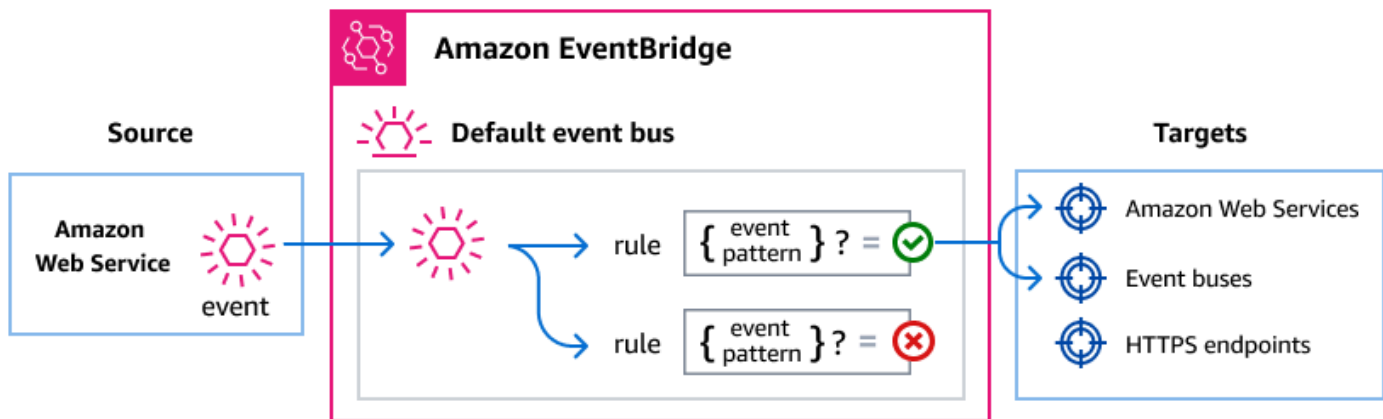 Amazon EventBridge
Source
Default event bus
Targets
Amazon
Web Service
event
rule { event pattern } ? =
rule { event pattern } ? =
Amazon Web Services
Event buses
HTTPS endpoints